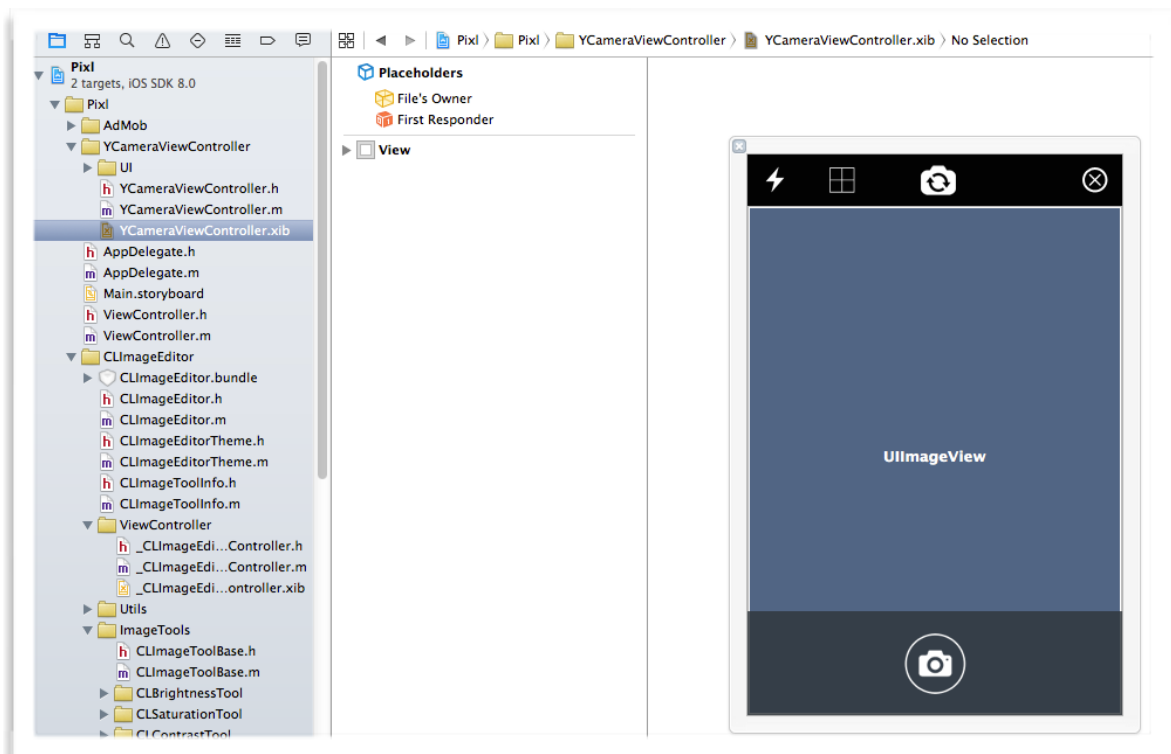 Pixl 〉 Pixl 〉 YCameraViewController 〉 YCameraViewController.xib 〉 No Selection
Pixl
2 targets, iOS SDK 8.0
Pixl
AdMob
YCameraViewController
UI
h YCameraViewController.h
m YCameraViewController.m
YCameraViewController.xib
h AppDelegate.h
m AppDelegate.m
Main.storyboard
h ViewController.h
m ViewController.m
CLImageEditor
CLImageEditor.bundle
h CLImageEditor.h
m CLImageEditor.m
h CLImageEditorTheme.h
m CLImageEditorTheme.m
h CLImageToolInfo.h
m CLImageToolInfo.m
ViewController
h _CLImageEdi...Controller.h
m _CLImageEdi...Controller.m
_CLImageEdi...ontroller.xib
Utils
ImageTools
h CLImageToolBase.h
m CLImageToolBase.m
CLBrightnessTool
CLSaturationTool
CLContrastTool
Placeholders
File's Owner
First Responder
View
UIImageView